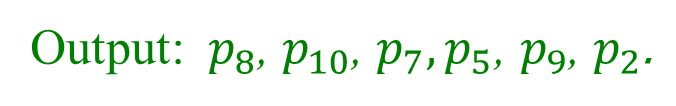 Output: p₈, p₁₀, p₇, p₅, p₉, p₂.